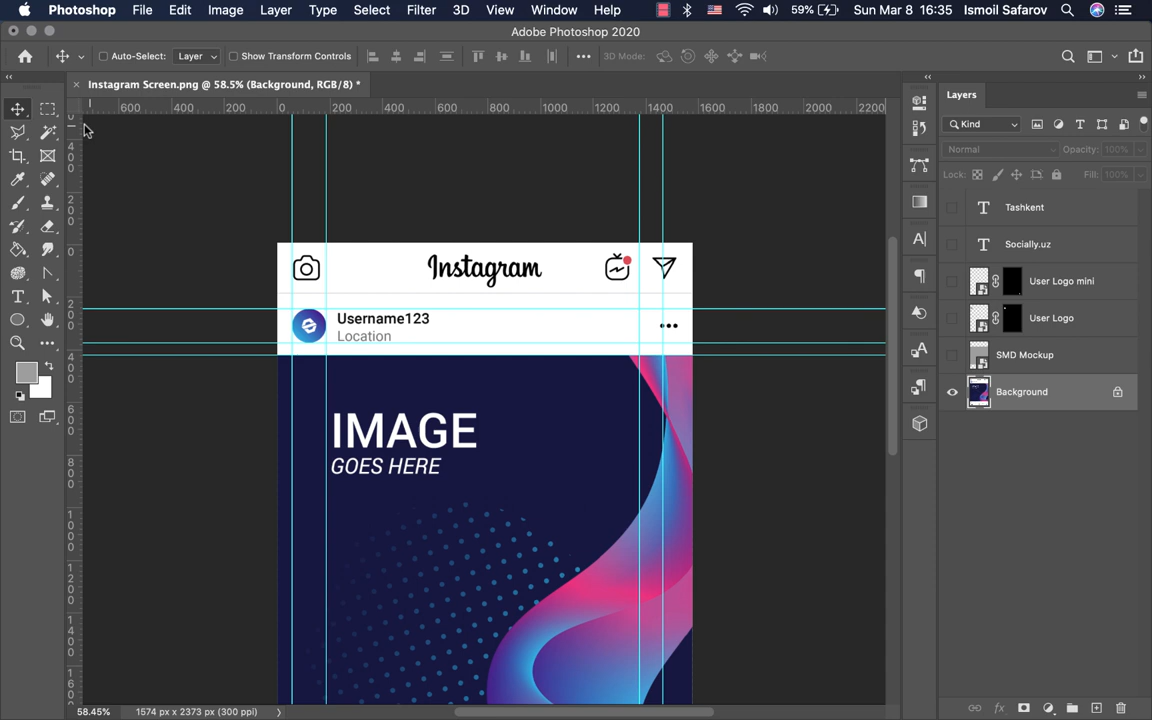 Photoshop File Edit Image Layer Type Select Filter 3D View Window Help 59% Sun Mar 8 16:35 Ismoil Safarov
Adobe Photoshop 2020
Auto-Select: Layer Show Transform Controls 3D Mode:
Instagram Screen.png @ 58.5% (Background, RGB/8) *
Layers
600 400 200 0 200 400 600 800 1000 1200 1400 1600 1800 2000 2200
Kind
Normal Opacity: 100%
Lock: Fill: 100%
Tashkent
Socially.uz
User Logo mini
User Logo
SMD Mockup
Background
Instagram
Username123
Location
IMAGE
GOES HERE
58.45% 1574 px x 2373 px (300 ppi)